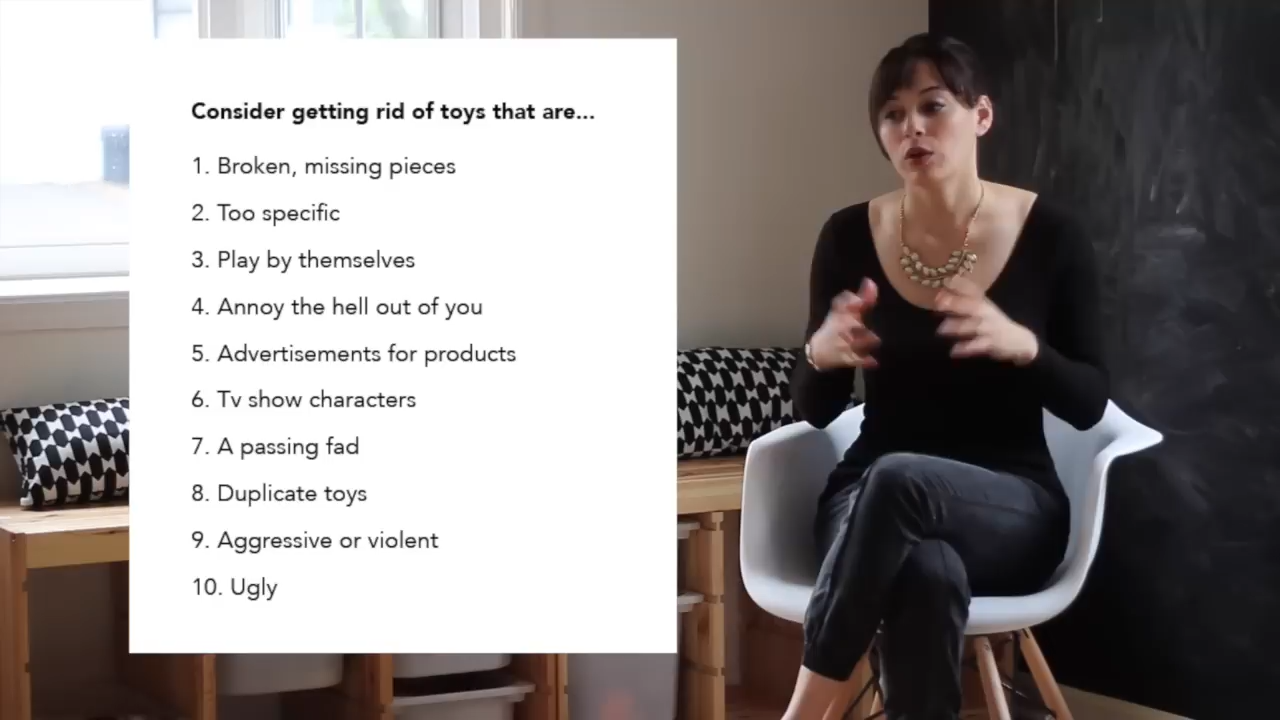 Consider getting rid of toys that are...
1. Broken, missing pieces
2. Too specific
3. Play by themselves
4. Annoy the hell out of you
5. Advertisements for products
6. Tv show characters
7. A passing fad
8. Duplicate toys
9. Aggressive or violent
10. Ugly